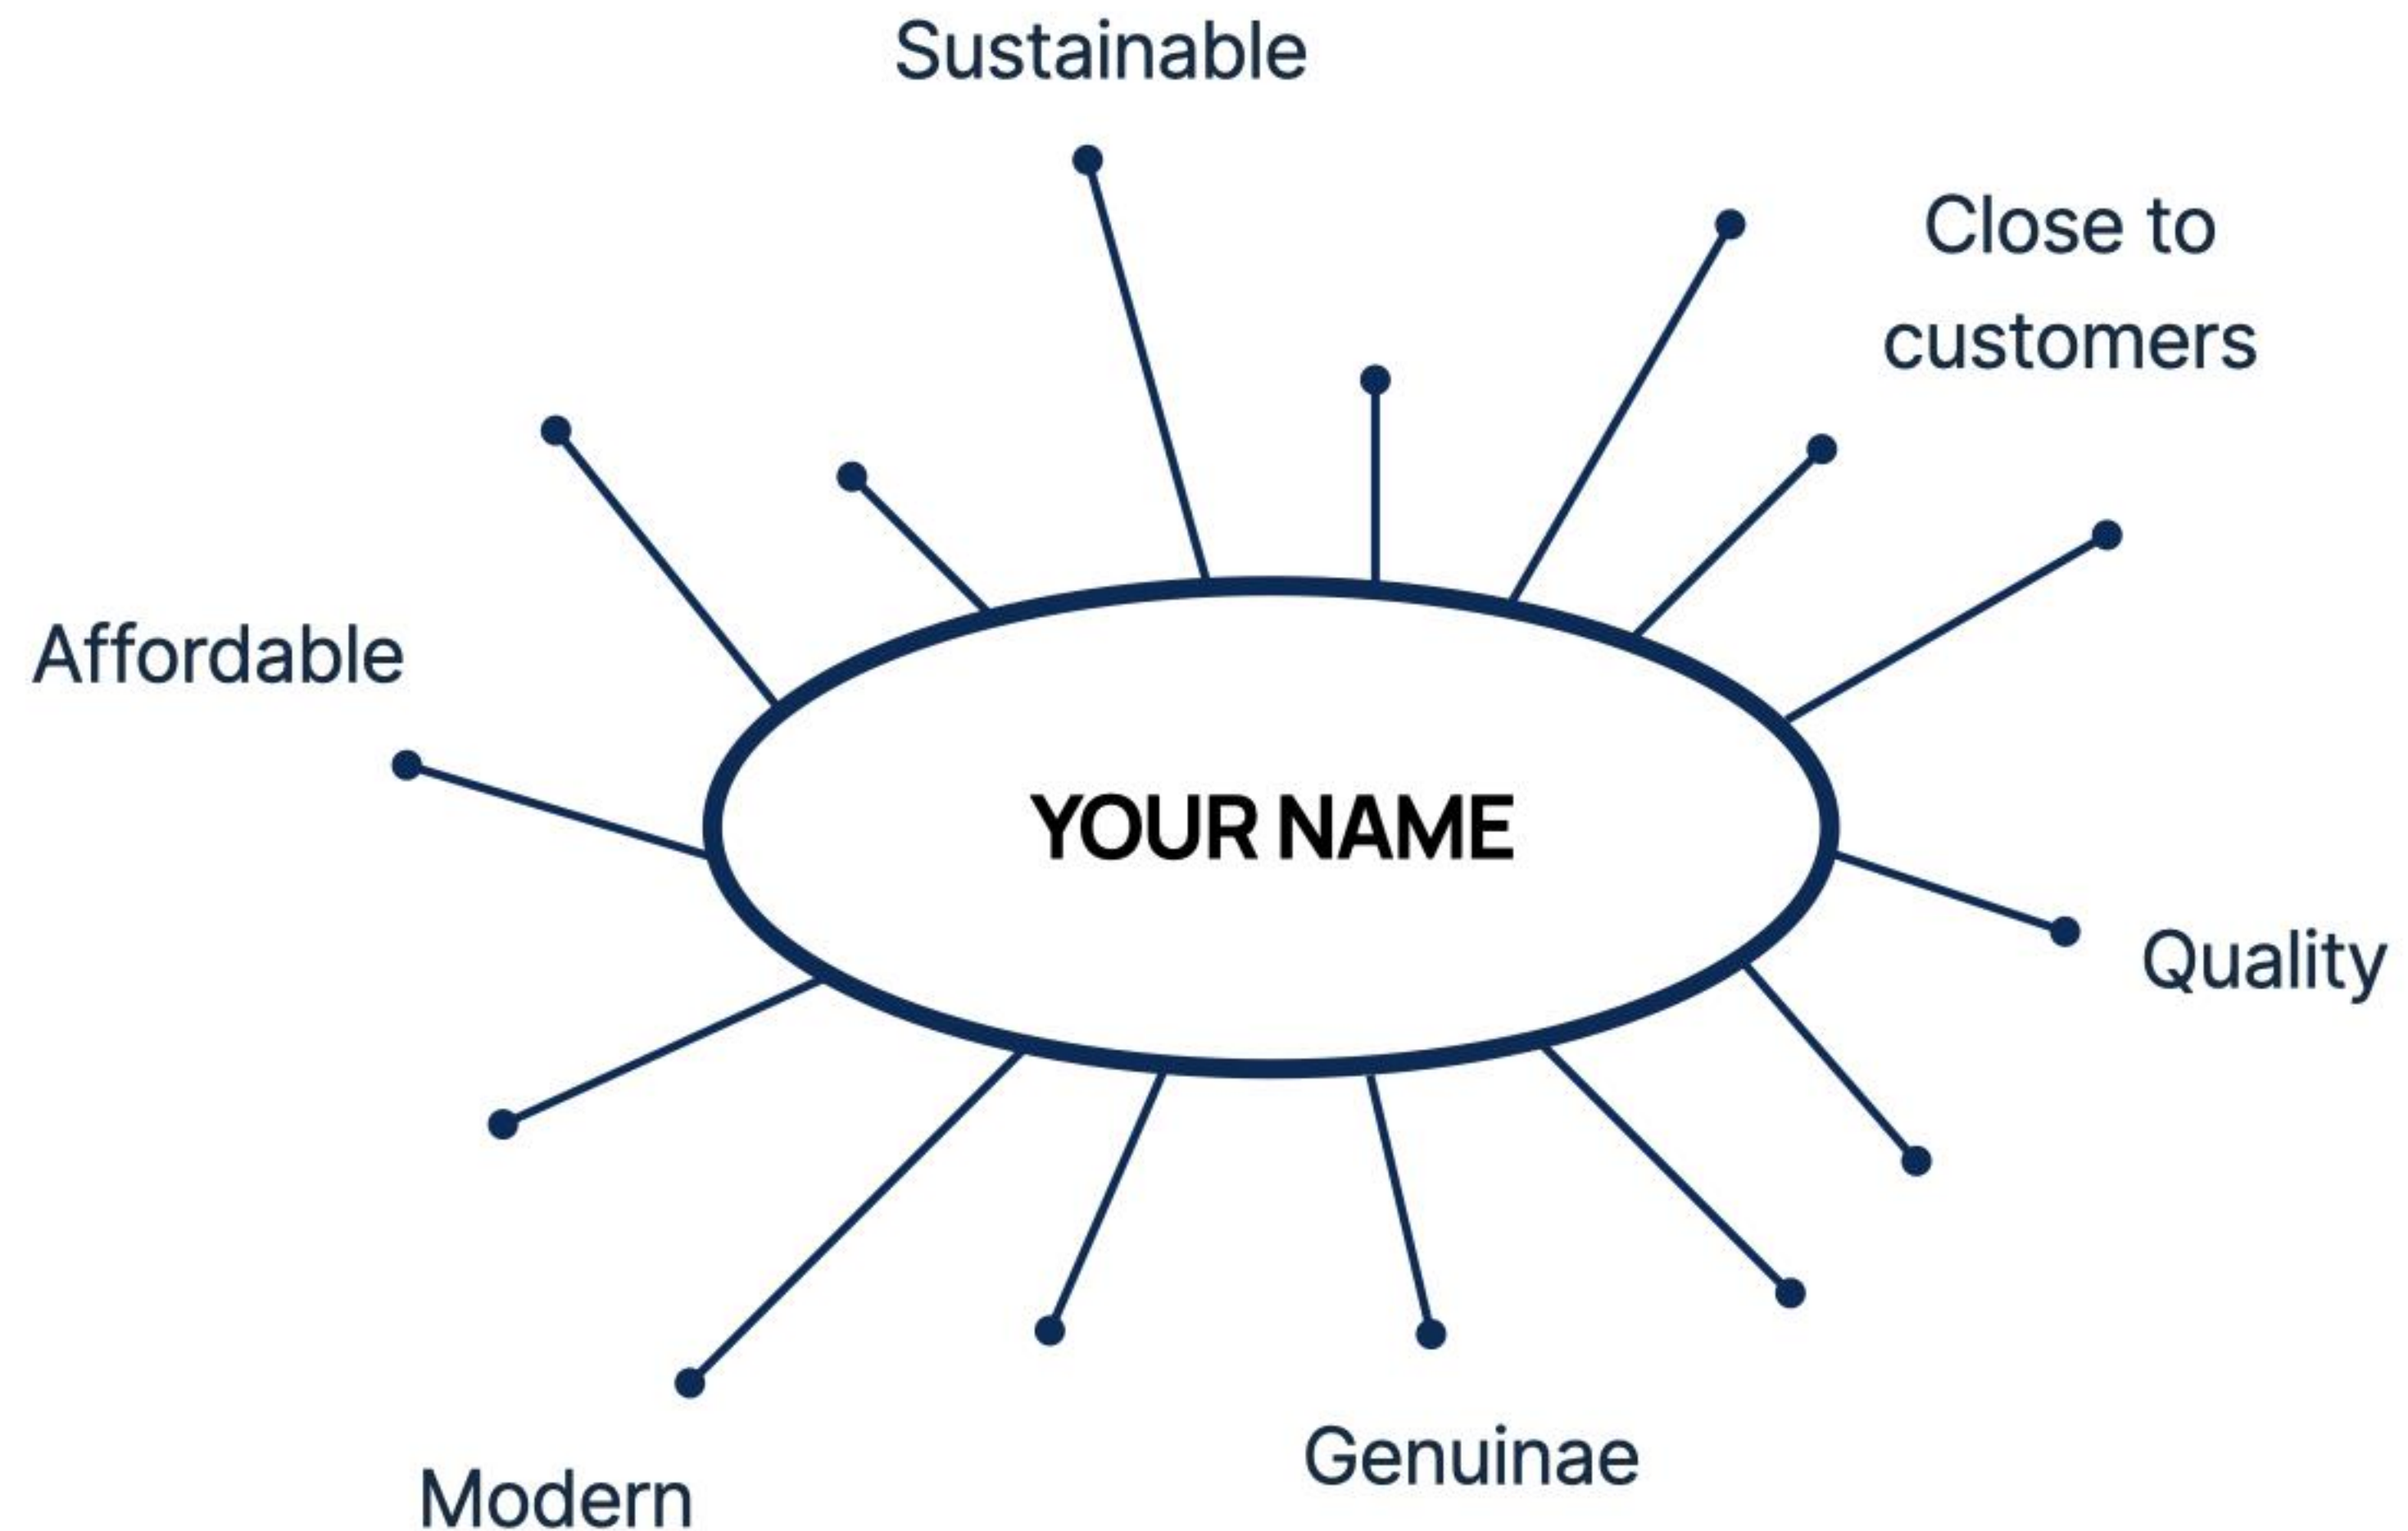 Sustainable
Close to
customers
Affordable
YOUR NAME
Quality
Genuinae
Modern